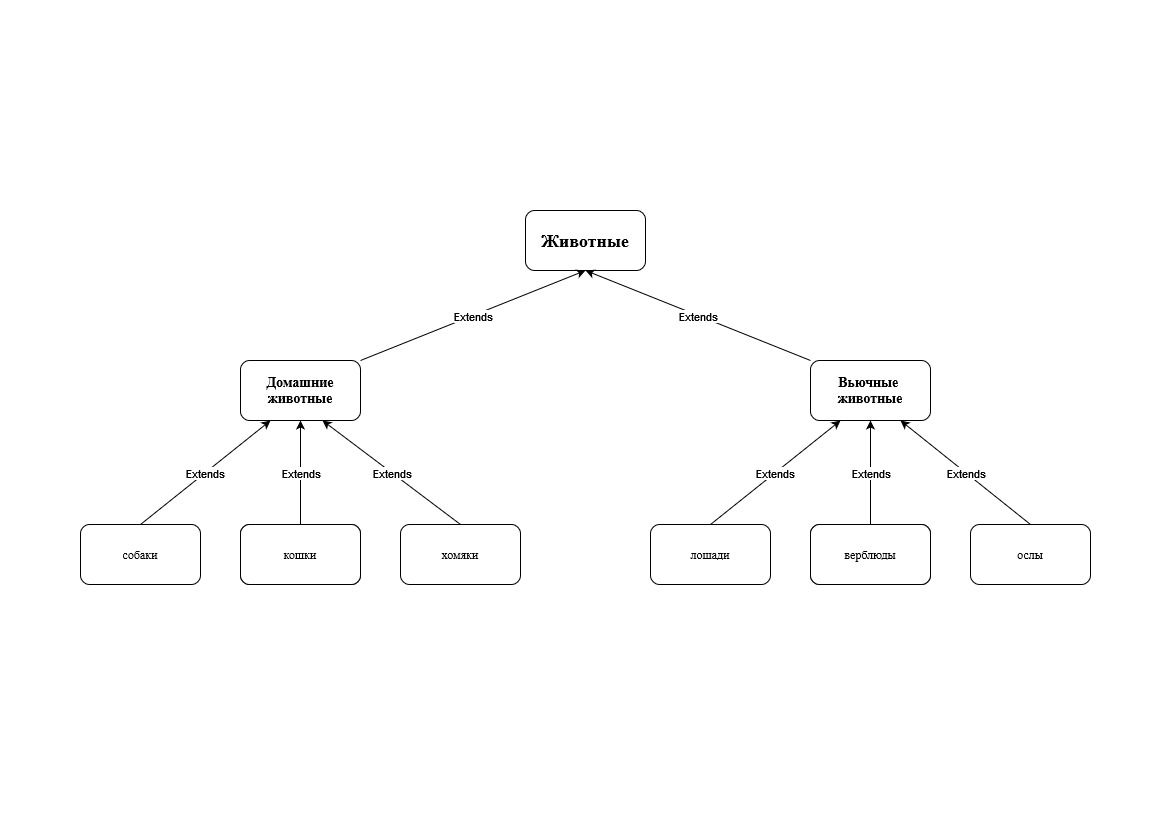 Животные
Extends
Extends
Домашние
животные
Вьючные
животные
Extends
Extends
Extends
Extends
Extends
Extends
собаки
кошки
хомяки
лошади
верблюды
ослы